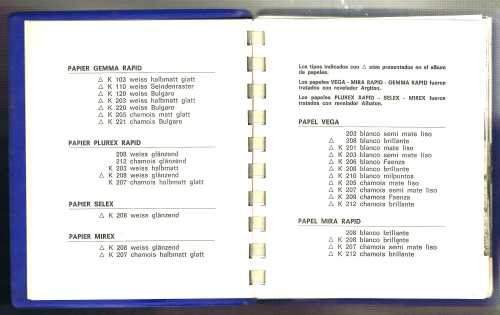 PAPIER GEMMA RAPID
△ K 103 weiss halbmatt glatt
△ K 110 weiss Seidenraster
△ K 120 weiss Bulgaro
△ K 203 weiss halbmatt glatt
△ K 220 weiss Bulgaro
△ K 205 chamois matt glatt
△ K 221 chamois Bulgaro
PAPIER PLUREX RAPID
208 weiss glänzend
212 chamois glänzend
K 203 weiss halbmatt
△ K 208 weiss glänzend
K 207 chamois halbmatt glatt
PAPIER SELEX
△ K 208 weiss glänzend
PAPIER MIREX
△ K 208 weiss glänzend
△ K 207 chamois halbmatt glatt
Los tipos indicados con △ stan presentados en el album
de papeles.
Los papeles VEGA - MIRA RAPID - GEMMA RAPID fueron
tratados con revelador Argitos.
Los papeles PLUREX RAPID - SELEX - MIREX fueron
tratados con revelador
PAPEL VEGA
203 blanco semi mate liso
△ 208 blanco brillante
△ K 201 blanco mate liso
△ K 203 blanco semi mate liso
△ K 206 blanco Faenza
△ K 208 blanco brillante
△ K 210 blanco milpuntos
△ K 205 chamois mate liso
△ K 207 chamois semi mate liso
△ K 209 chamois Faenza
△ K 212 chamois brillante
PAPEL MIRA RAPID
208 blanco brillante
△ K 208 blanco brillante
△ K 207 chamois semi mate liso
△ K 212 chamois brillante